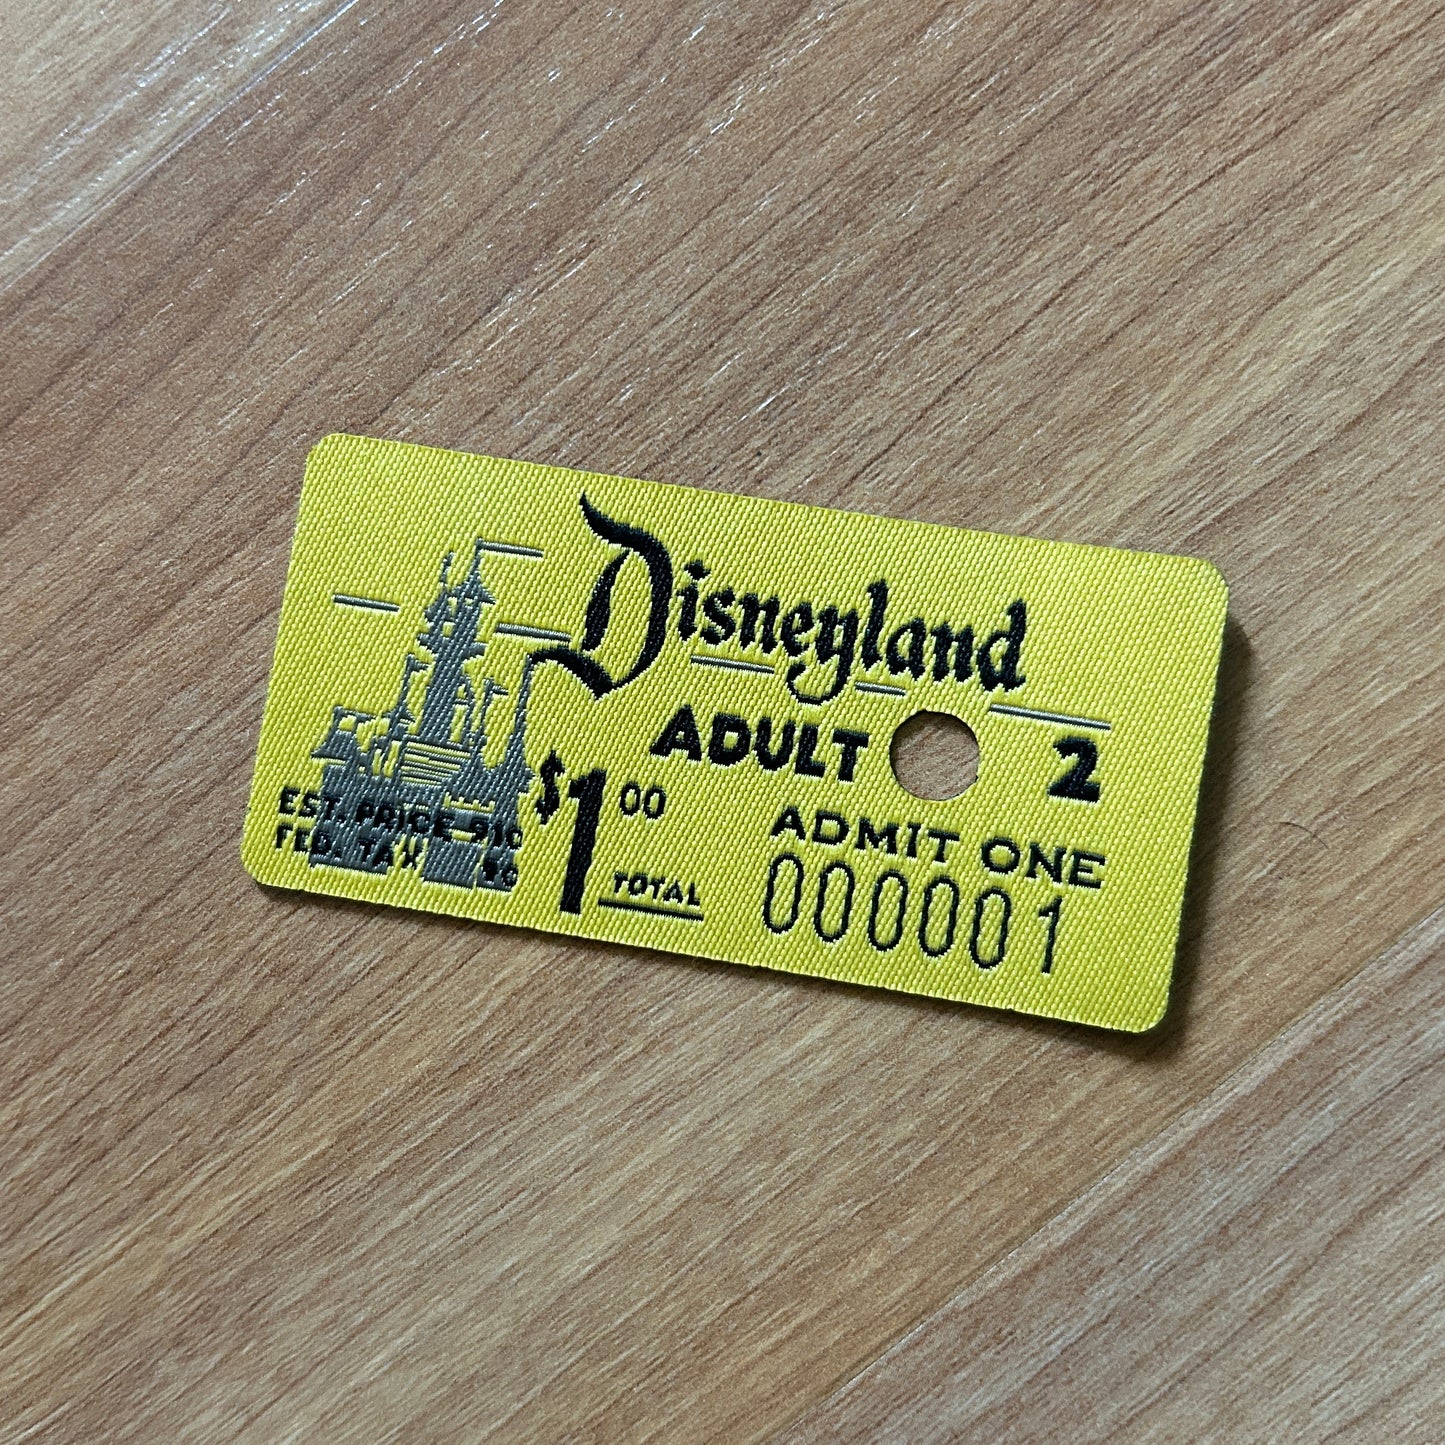 Disneyland
ADULT 2
EST. PRICE 91¢
FED. TAX 9¢
$1 00
TOTAL
ADMIT ONE
000001